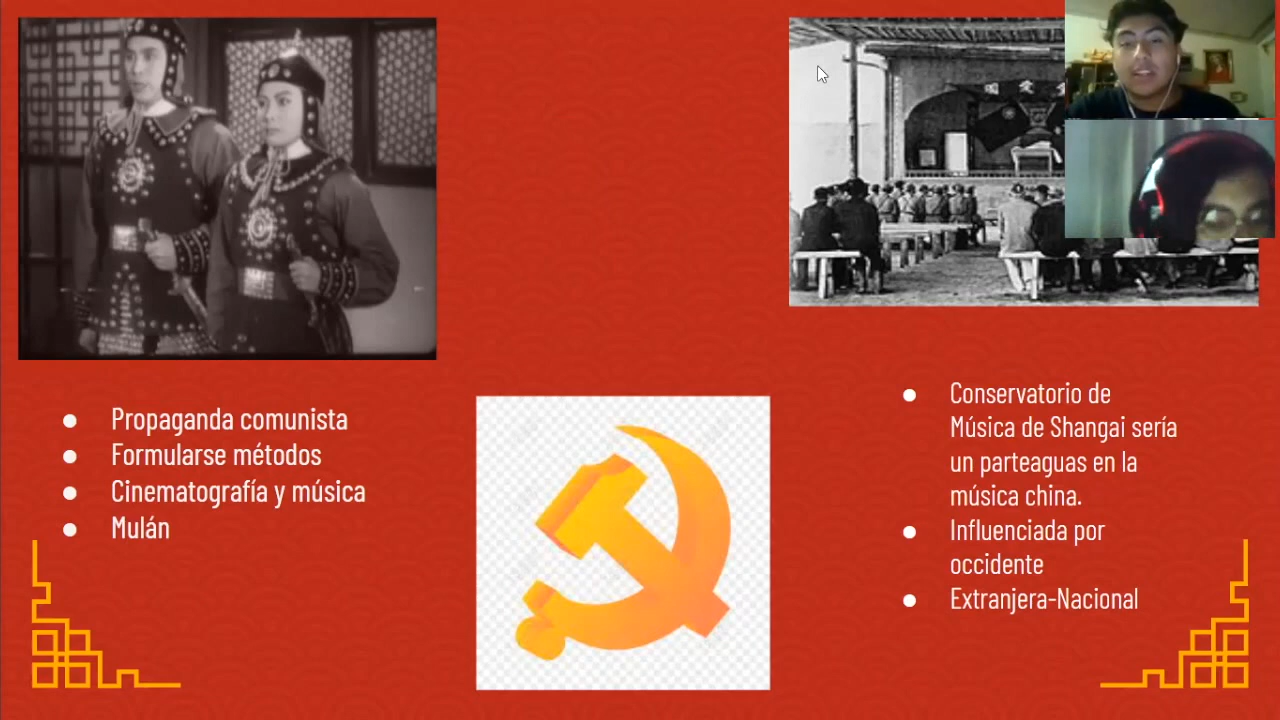 Propaganda comunista
Formularse métodos
Cinematografía y música
Mulán
Conservatorio de
Música de Shangai sería
un parteaguas en la
música china.
Influenciada por
occidente
Extranjera-Nacional